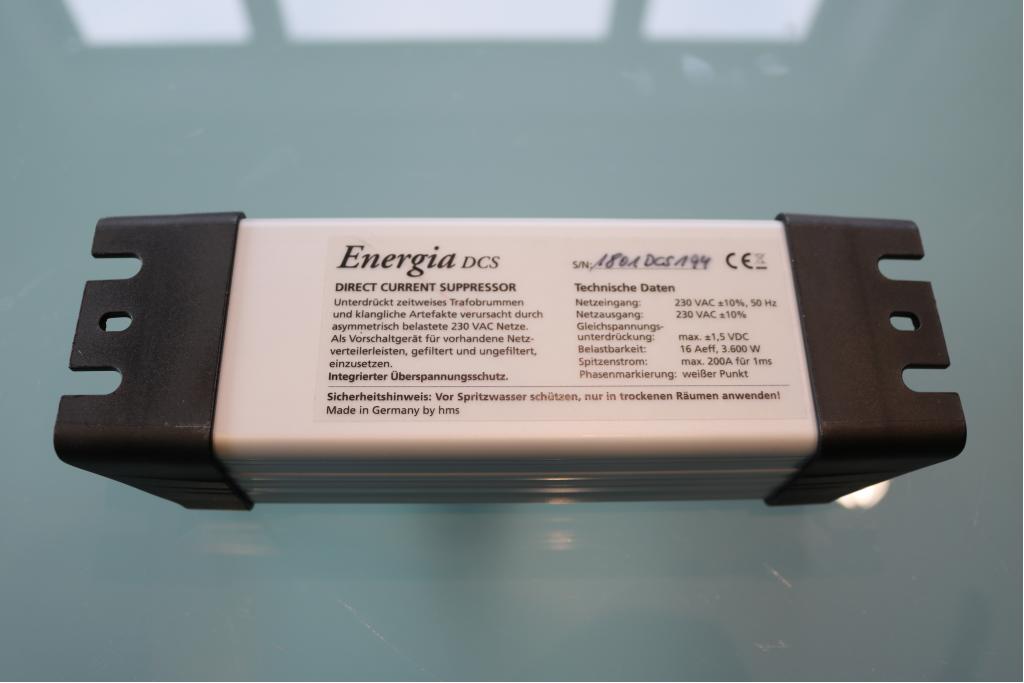 Energia DCS
S/N: 1801DCS194 CE
DIRECT CURRENT SUPPRESSOR
Unterdrückt zeitweises Trafobrummen
und klangliche Artefakte verursacht durch
asymmetrisch belastete 230 VAC Netze.
Als Vorschaltgerät für vorhandene Netz-
verteilerleisten, gefiltert und ungefiltert,
einzusetzen.
Integrierter Überspannungsschutz.
Technische Daten
Netzeingang: 230 VAC ±10%, 50 Hz
Netzausgang: 230 VAC ±10%
Gleichspannungs-
unterdrückung: max. ±1,5 VDC
Belastbarkeit: 16 Aeff, 3.600 W
Spitzenstrom: max. 200A für 1ms
Phasenmarkierung: weißer Punkt
Sicherheitshinweis: Vor Spritzwasser schützen, nur in trockenen Räumen anwenden!
Made in Germany by hms